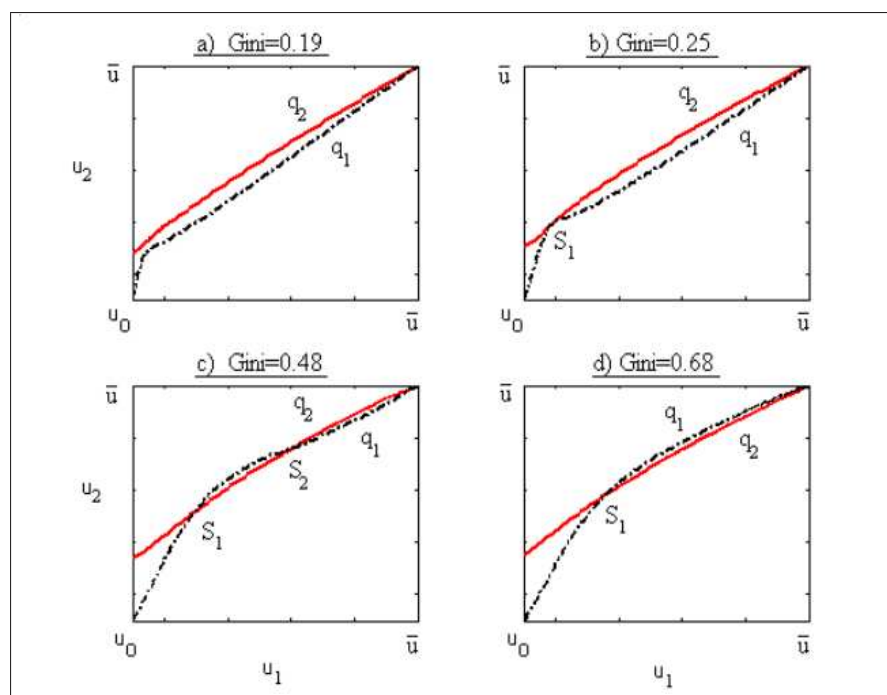 a) Gini=0.19
b) Gini=0.25
u̅
u̅
q₂
q₂
q₁
q₁
u₂
S₁
u₀
u̅
u₀
u̅
c) Gini=0.48
d) Gini=0.68
u̅
u̅
q₂
q₁
q₁
q₂
u₂
S₂
S₁
S₁
u₀
u̅
u₀
u̅
u₁
u₁